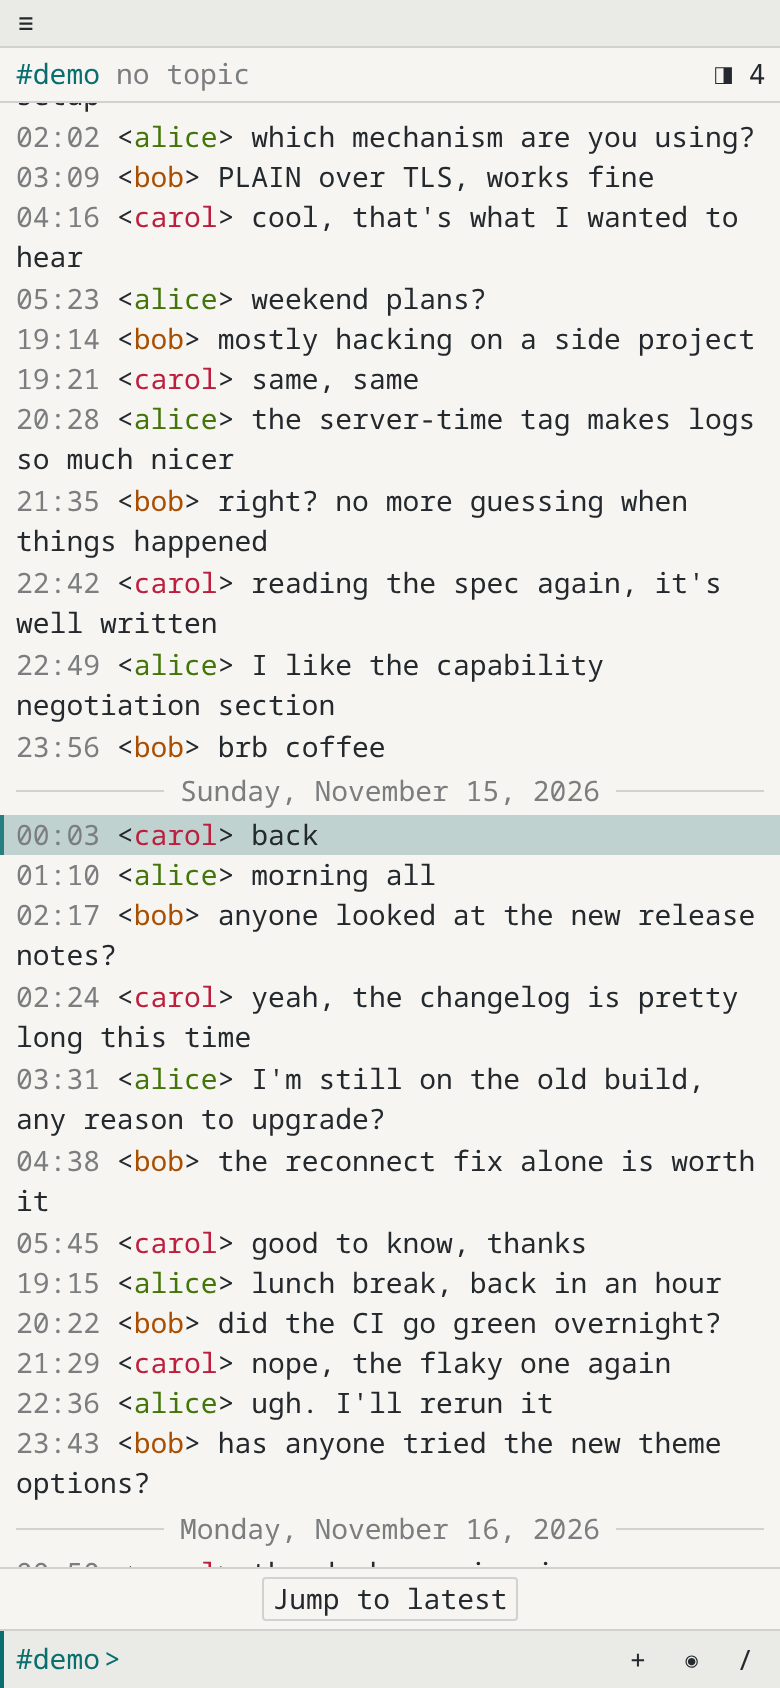 ≡
#demo no topic ◨ 4
02:02 <alice> which mechanism are you using?
03:09 <bob> PLAIN over TLS, works fine
04:16 <carol> cool, that's what I wanted to
hear
05:23 <alice> weekend plans?
19:14 <bob> mostly hacking on a side project
19:21 <carol> same, same
20:28 <alice> the server-time tag makes logs
so much nicer
21:35 <bob> right? no more guessing when
things happened
22:42 <carol> reading the spec again, it's
well written
22:49 <alice> I like the capability
negotiation section
23:56 <bob> brb coffee
Sunday, November 15, 2026
00:03 <carol> back
01:10 <alice> morning all
02:17 <bob> anyone looked at the new release
notes?
02:24 <carol> yeah, the changelog is pretty
long this time
03:31 <alice> I'm still on the old build,
any reason to upgrade?
04:38 <bob> the reconnect fix alone is worth
it
05:45 <carol> good to know, thanks
19:15 <alice> lunch break, back in an hour
20:22 <bob> did the CI go green overnight?
21:29 <carol> nope, the flaky one again
22:36 <alice> ugh. I'll rerun it
23:43 <bob> has anyone tried the new theme
options?
Monday, November 16, 2026
Jump to latest
#demo> + ◉ /